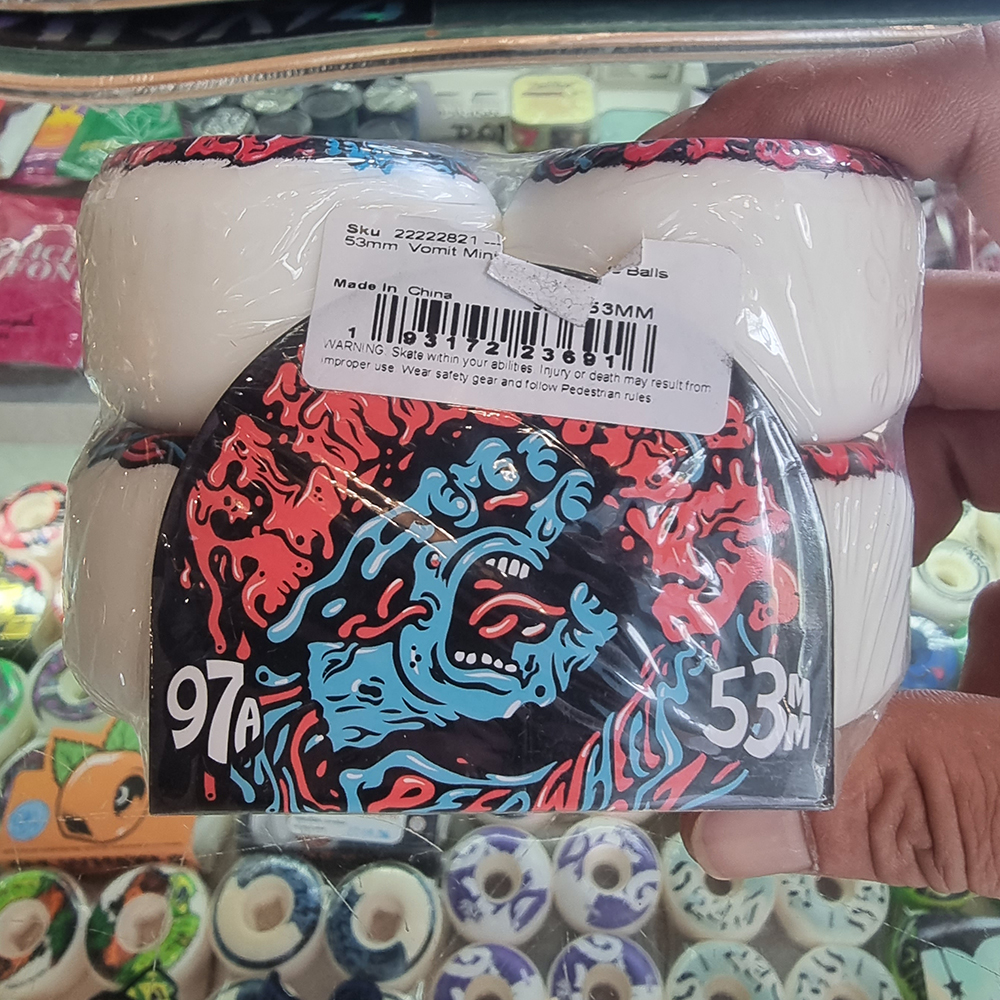 Sku 22222821 ---
53mm Vomit Mini Balls
Made In China
53MM
1 93172 23691
WARNING: Skate within your abilities. Injury or death may result from
improper use. Wear safety gear and follow Pedestrian rules
97A
53MM